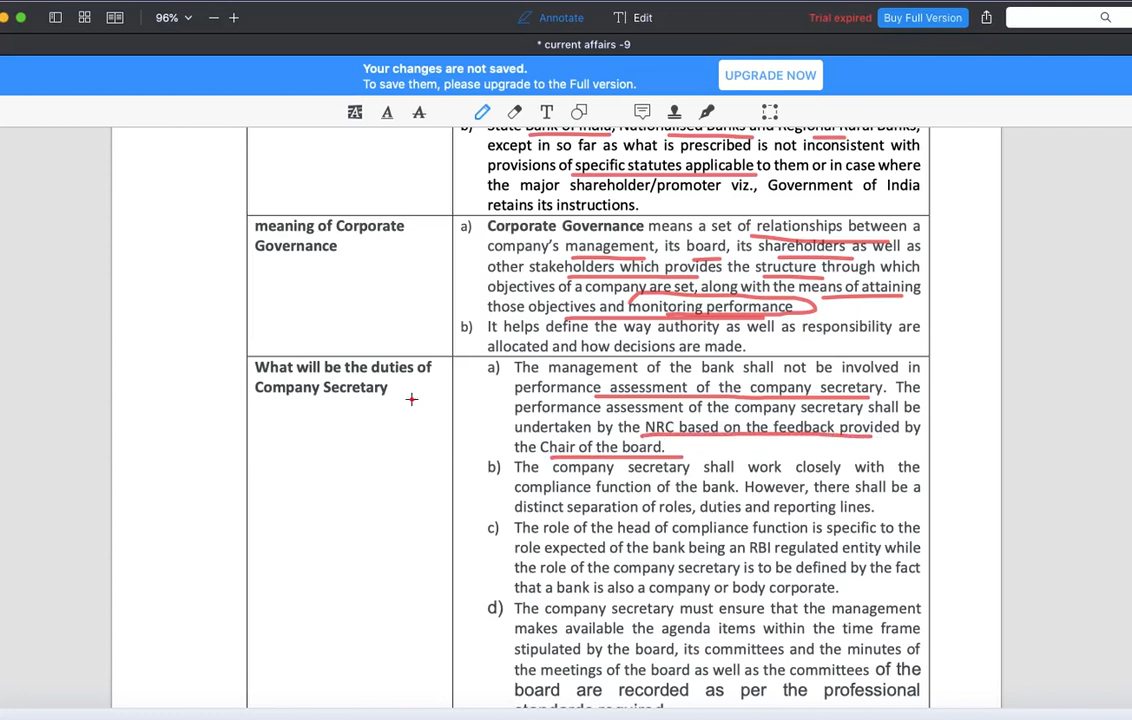 96%
Annotate
Edit
Trial expired
Buy Full Version
* current affairs -9
Your changes are not saved.
To save them, please upgrade to the Full version.
UPGRADE NOW
b) State Bank of India, Nationalised Banks and Regional Rural Banks,
except in so far as what is prescribed is not inconsistent with
provisions of specific statutes applicable to them or in case where
the major shareholder/promoter viz., Government of India
retains its instructions.
meaning of Corporate
Governance
a) Corporate Governance means a set of relationships between a
company's management, its board, its shareholders as well as
other stakeholders which provides the structure through which
objectives of a company are set, along with the means of attaining
those objectives and monitoring performance
b) It helps define the way authority as well as responsibility are
allocated and how decisions are made.
What will be the duties of
Company Secretary
a) The management of the bank shall not be involved in
performance assessment of the company secretary. The
performance assessment of the company secretary shall be
undertaken by the NRC based on the feedback provided by
the Chair of the board.
b) The company secretary shall work closely with the
compliance function of the bank. However, there shall be a
distinct separation of roles, duties and reporting lines.
c) The role of the head of compliance function is specific to the
role expected of the bank being an RBI regulated entity while
the role of the company secretary is to be defined by the fact
that a bank is also a company or body corporate.
d) The company secretary must ensure that the management
makes available the agenda items within the time frame
stipulated by the board, its committees and the minutes of
the meetings of the board as well as the committees of the
board are recorded as per the professional
standards required